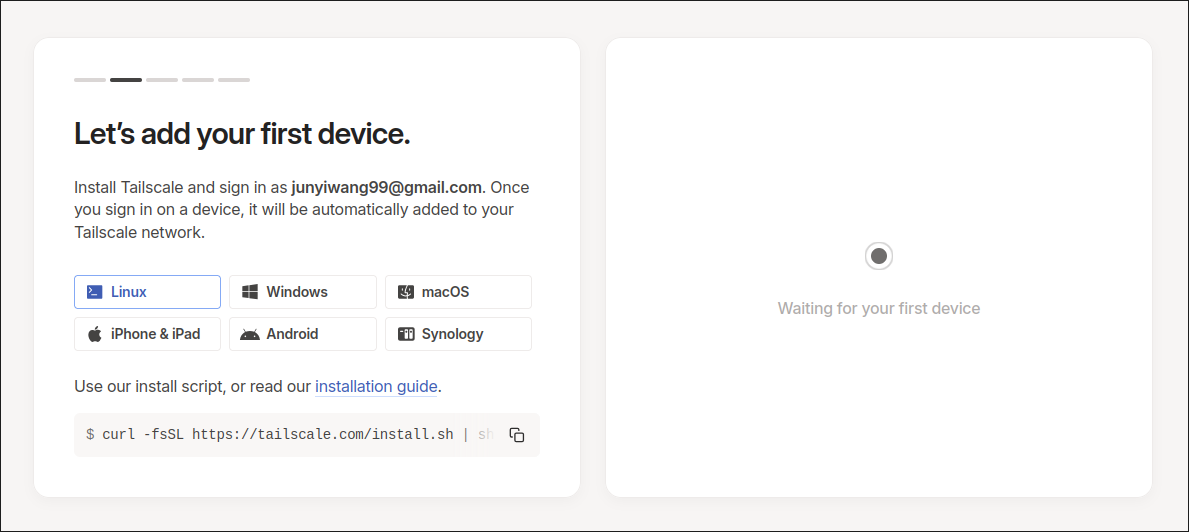 Let’s add your first device.
Install Tailscale and sign in as junyiwang99@gmail.com. Once
you sign in on a device, it will be automatically added to your
Tailscale network.
Linux
Windows
macOS
iPhone & iPad
Android
Synology
Use our install script, or read our installation guide.
$ curl -fsSL https://tailscale.com/install.sh | sh
Waiting for your first device